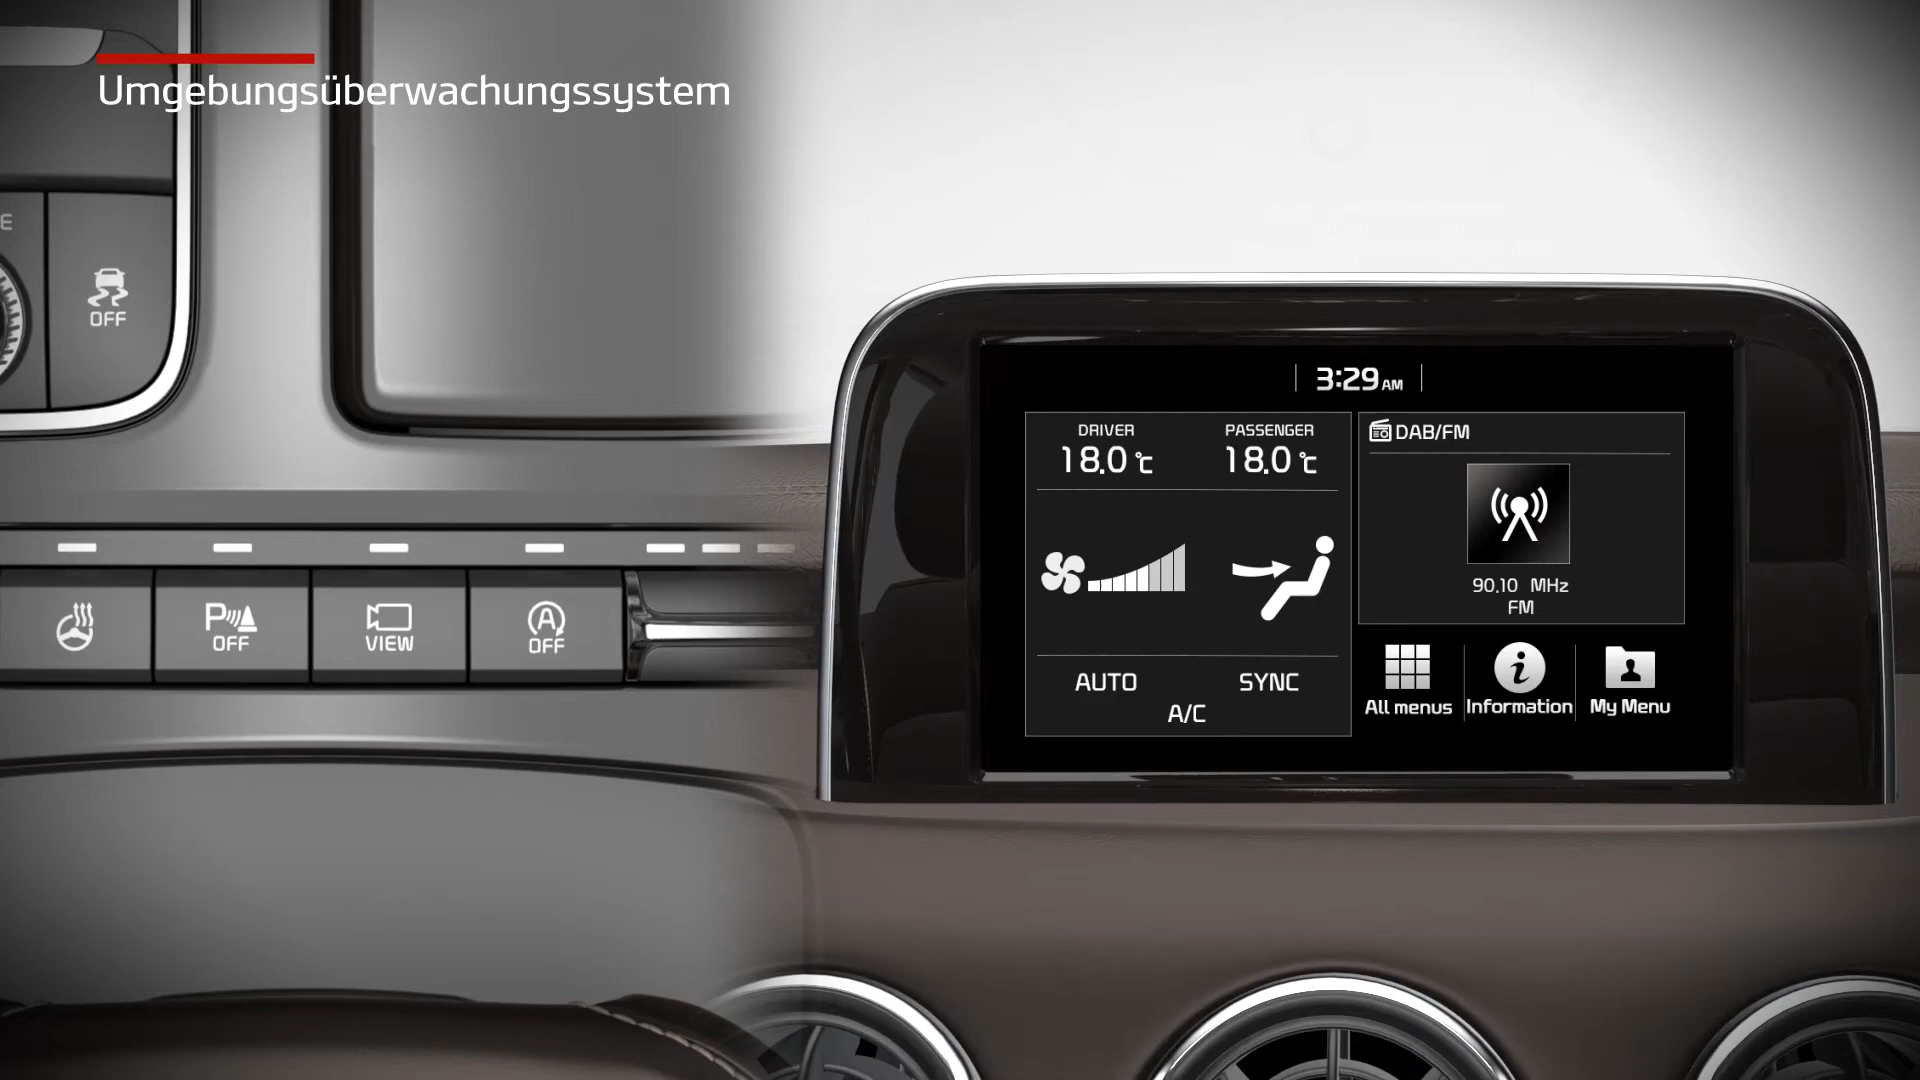 Umgebungsüberwachungssystem
E
OFF
P OFF
VIEW
A OFF
3:29 AM
DRIVER
18.0 ℃
PASSENGER
18.0 ℃
AUTO
SYNC
A/C
DAB/FM
90.10 MHz
FM
All menus
Information
My Menu